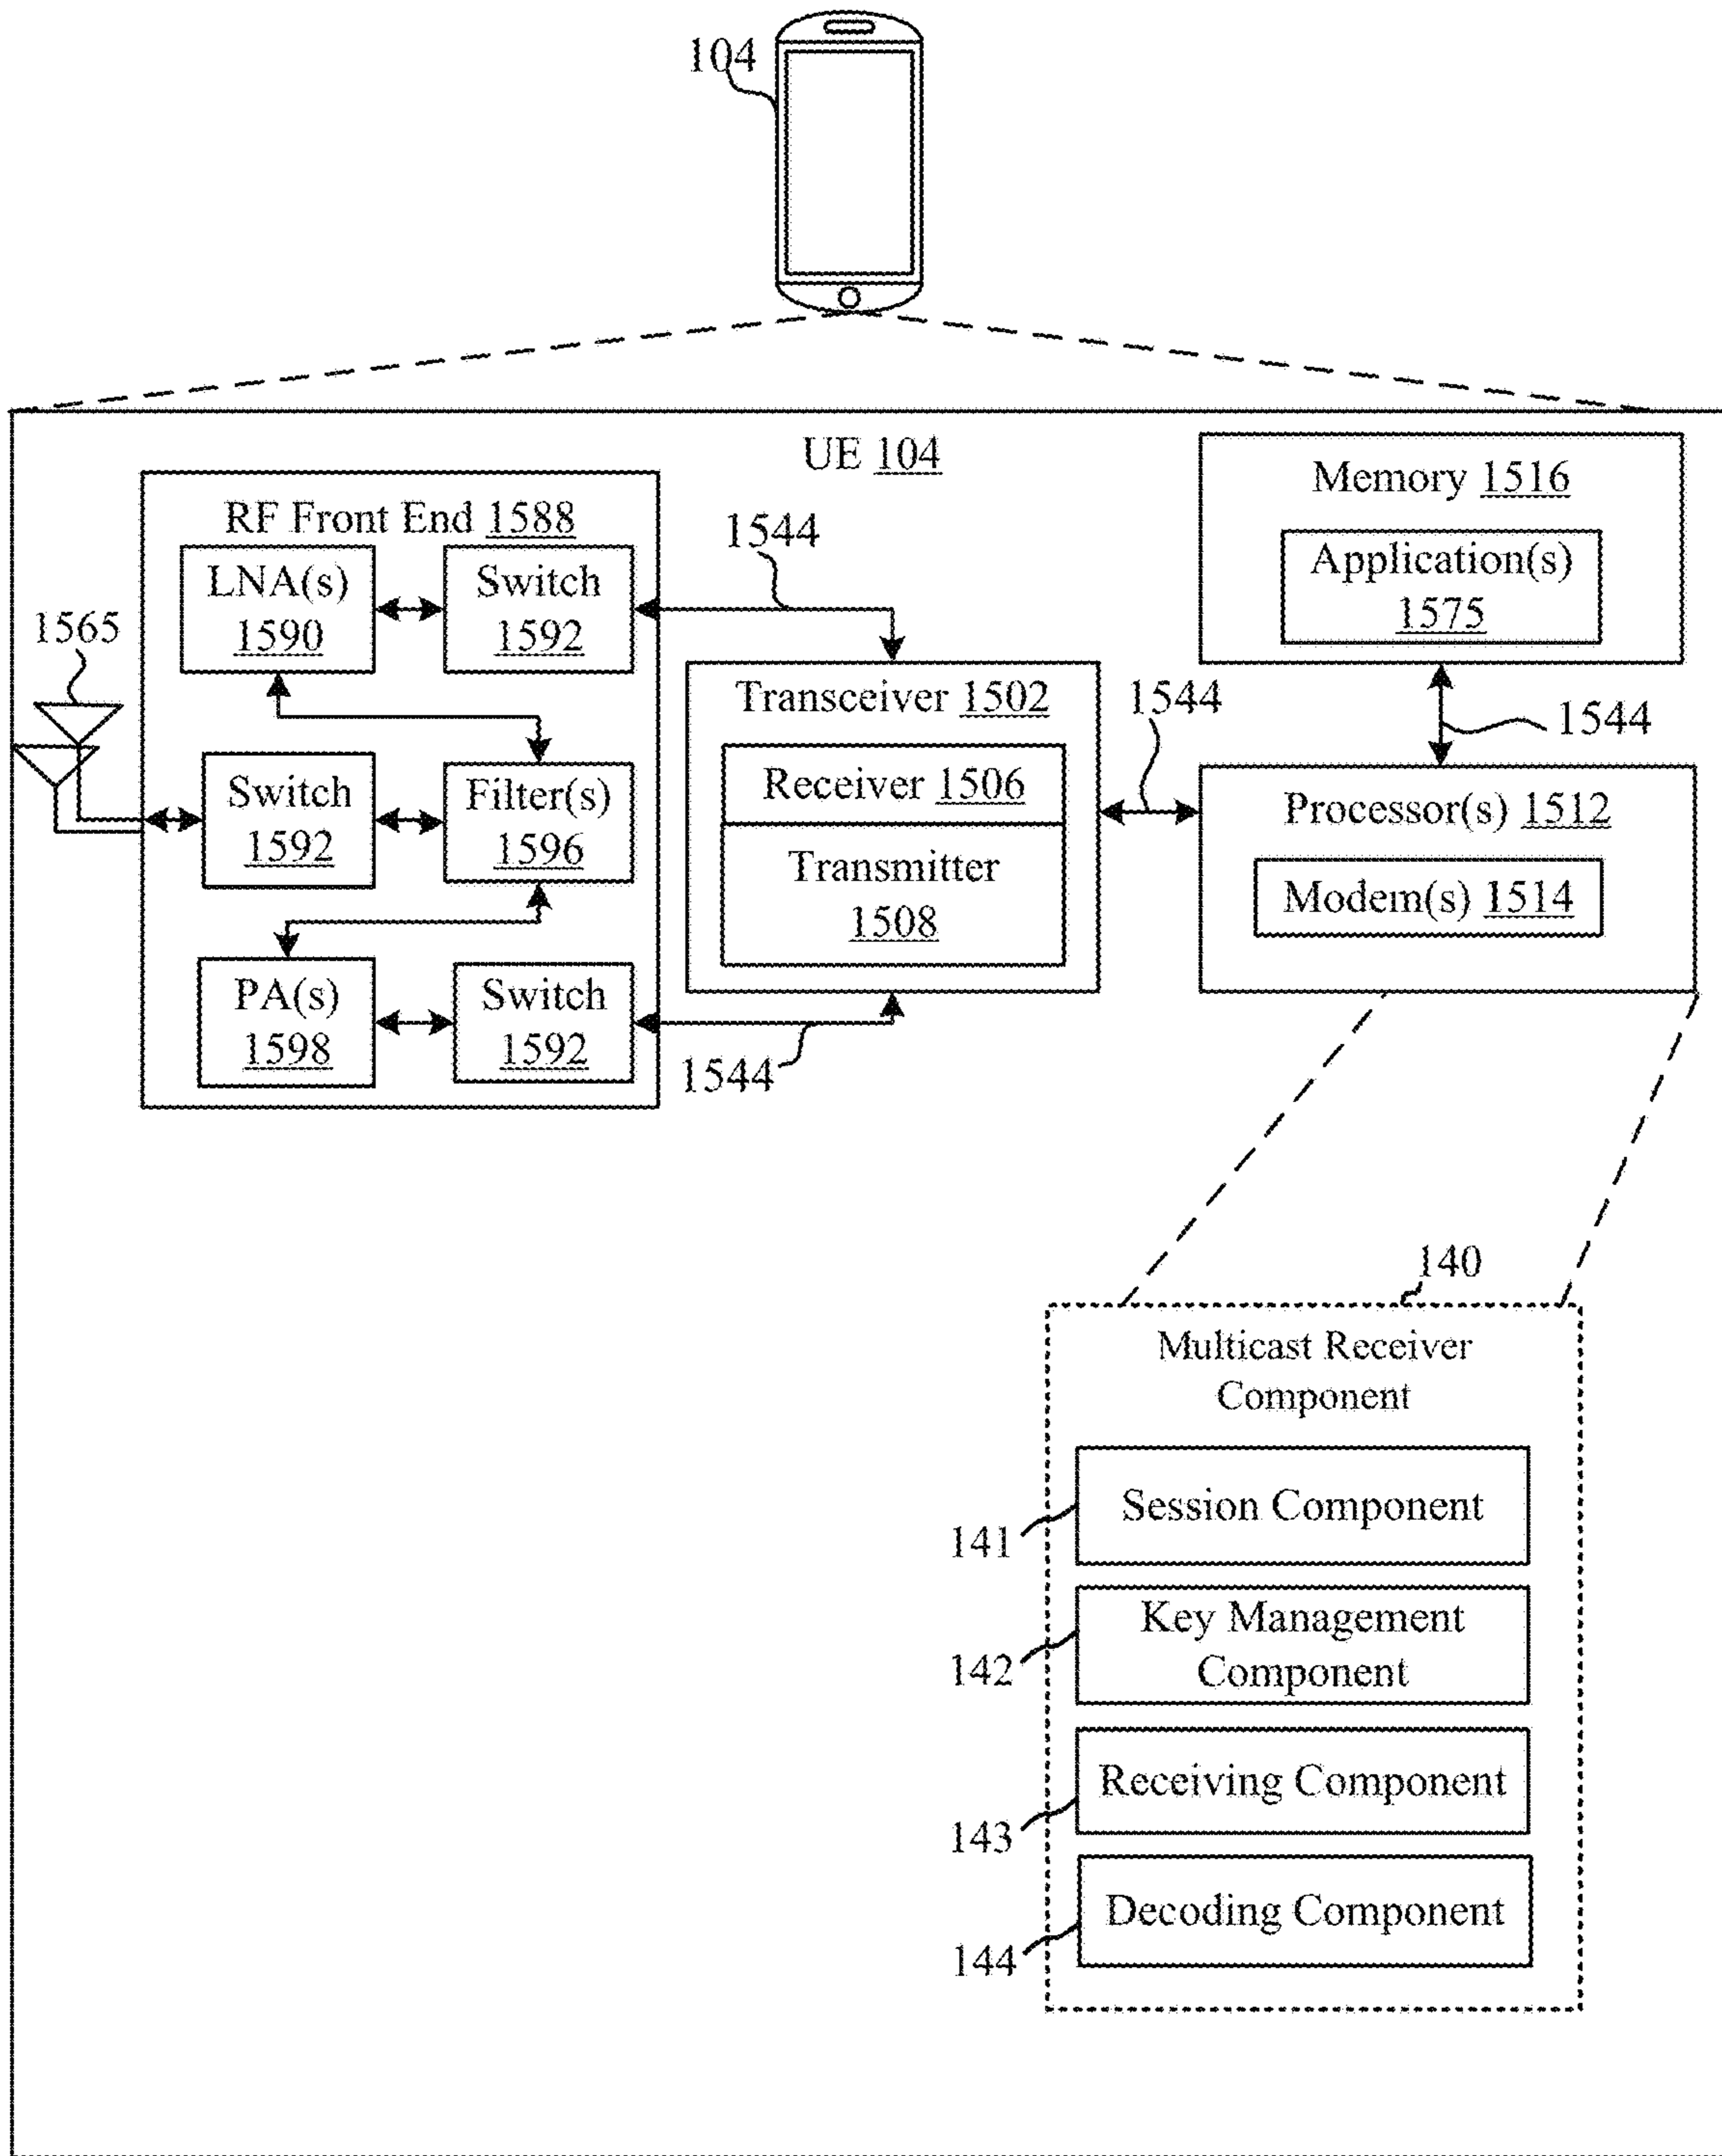 104
UE 104
RF Front End 1588
LNA(s)
1590
Switch
1592
1544
1565
Switch
1592
Filter(s)
1596
PA(s)
1598
Switch
1592
1544
Transceiver 1502
Receiver 1506
Transmitter
1508
1544
Memory 1516
Application(s)
1575
1544
Processor(s) 1512
Modem(s) 1514
140
Multicast Receiver
Component
Session Component
141
Key Management
Component
142
Receiving Component
143
Decoding Component
144